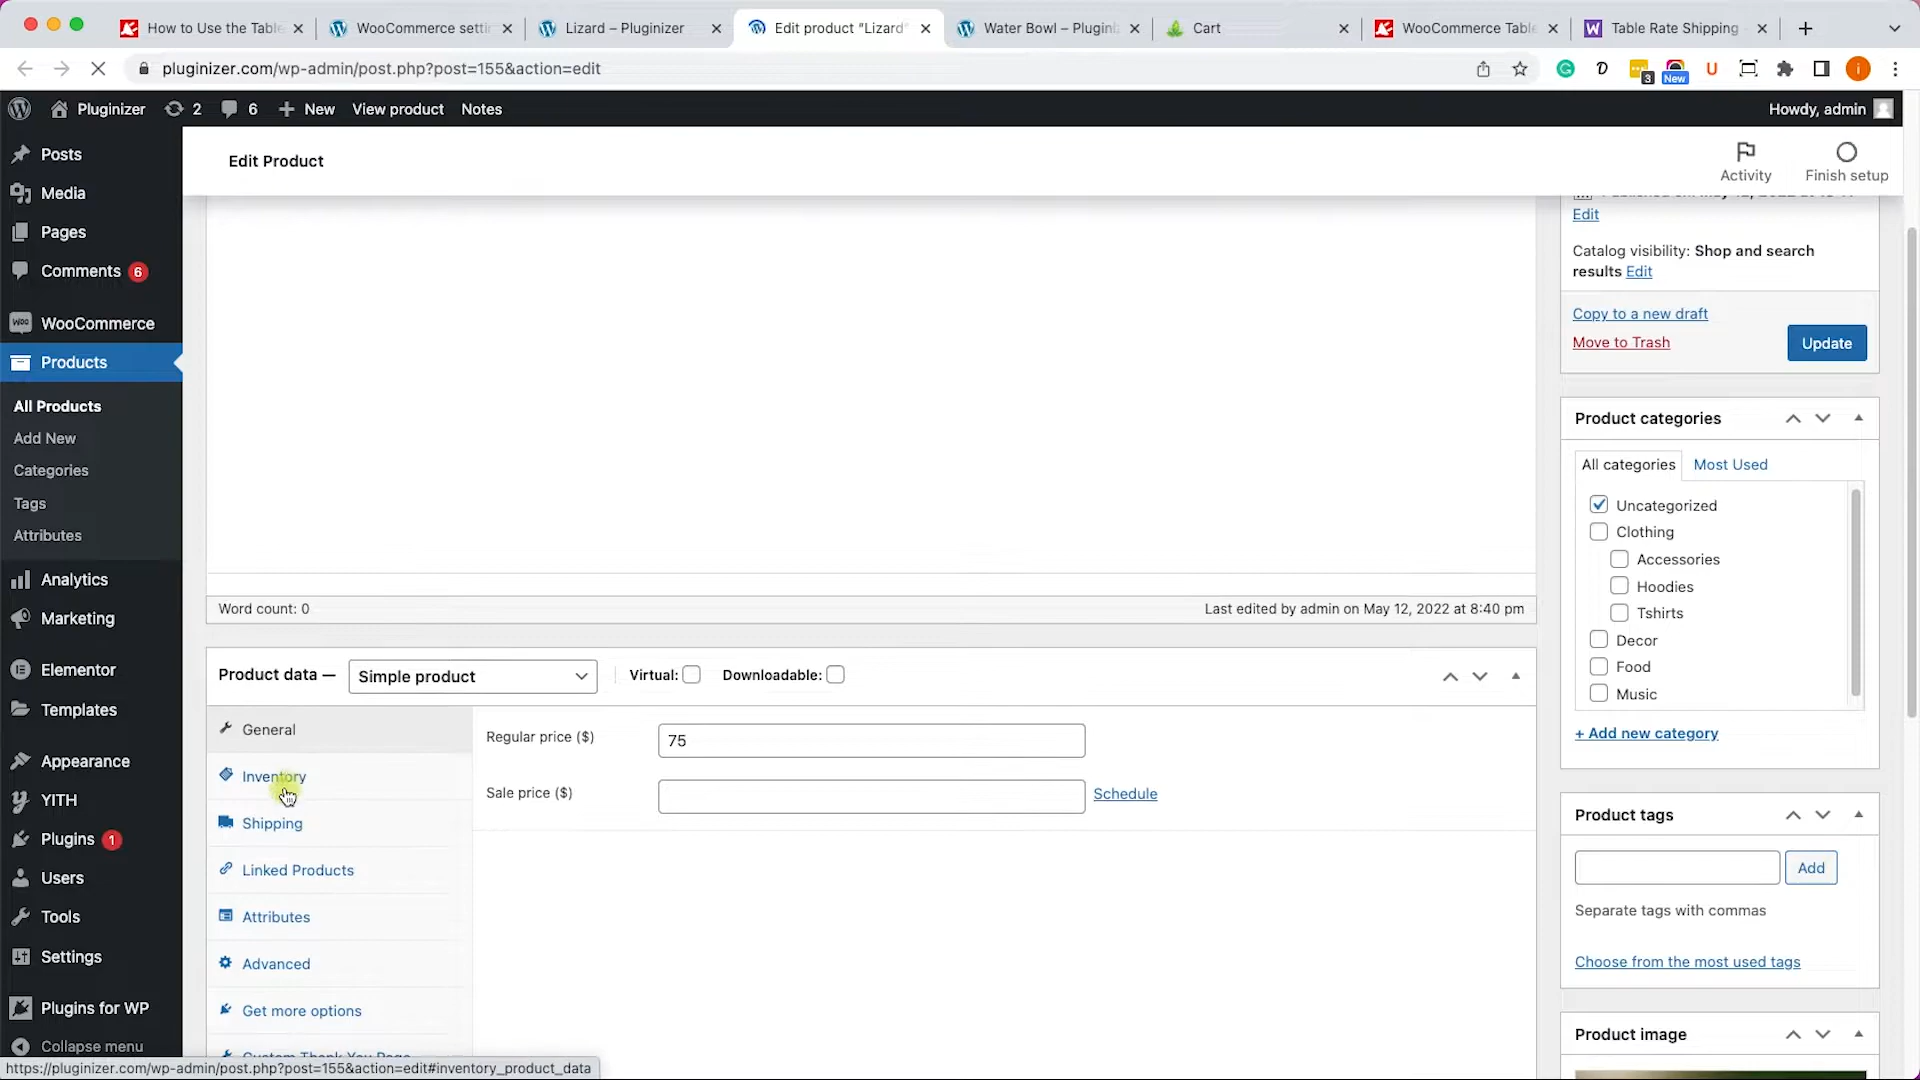 How to Use the Table
WooCommerce settin
Lizard – Pluginizer
Edit product "Lizard"
Water Bowl – Pluginiz
Cart
WooCommerce Table
W
Table Rate Shipping
pluginizer.com/wp-admin/post.php?post=155&action=edit
3
New
U
i
Pluginizer
2
6
New
View product
Notes
Howdy, admin
Posts
Media
Pages
Comments 6
WooCommerce
Products
All Products
Add New
Categories
Tags
Attributes
Analytics
Marketing
Elementor
Templates
Appearance
YITH
Plugins 1
Users
Tools
Settings
Plugins for WP
Collapse menu
Edit Product
Activity
Finish setup
Edit
Catalog visibility: Shop and search
results Edit
Copy to a new draft
Move to Trash
Update
Product categories
All categories
Most Used
Uncategorized
Clothing
Accessories
Hoodies
Tshirts
Decor
Food
Music
+ Add new category
Word count: 0
Last edited by admin on May 12, 2022 at 8:40 pm
Product data —
Simple product
Virtual:
Downloadable:
General
Inventory
Shipping
Linked Products
Attributes
Advanced
Get more options
Custom Thank You Page
Regular price ($)
75
Sale price ($)
Schedule
Product tags
Add
Separate tags with commas
Choose from the most used tags
Product image
https://pluginizer.com/wp-admin/post.php?post=155&action=edit#inventory_product_data